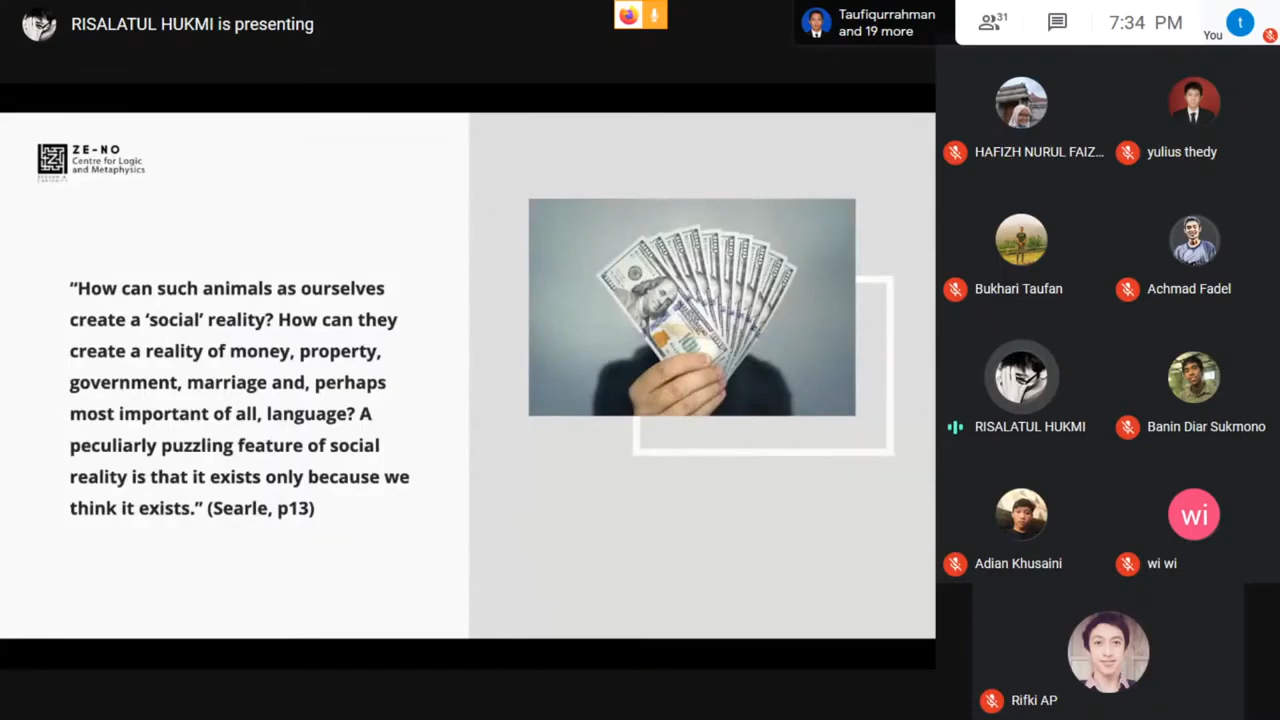 RISALATUL HUKMI is presenting
Taufiqurrahman
and 19 more
31
7:34 PM
You
t
ZE-NO
Centre for Logic
and Metaphysics
“How can such animals as ourselves
create a ‘social’ reality? How can they
create a reality of money, property,
government, marriage and, perhaps
most important of all, language? A
peculiarly puzzling feature of social
reality is that it exists only because we
think it exists.” (Searle, p13)
HAFIZH NURUL FAIZ...
yulius thedy
Bukhari Taufan
Achmad Fadel
RISALATUL HUKMI
Banin Diar Sukmono
wi
Adian Khusaini
wi wi
Rifki AP